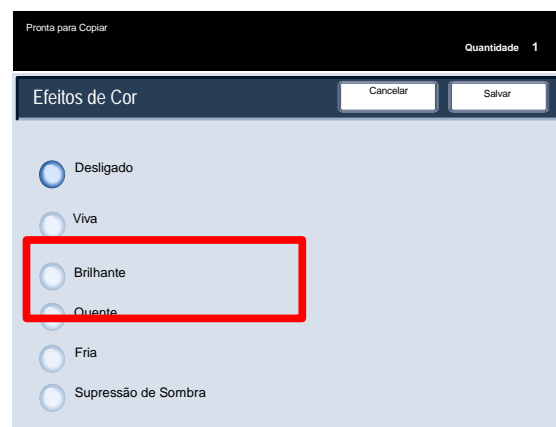 Pronta para Copiar
Quantidade 1
Efeitos de Cor
Cancelar
Salvar
Desligado
Viva
Brilhante
Quente
Fria
Supressão de Sombra